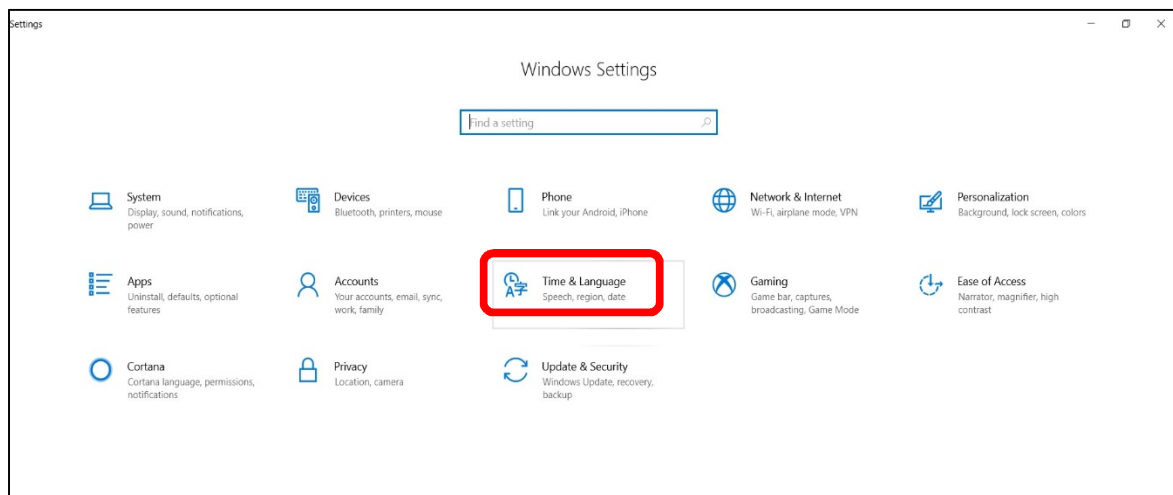 Settings
Windows Settings
Find a setting
System
Display, sound, notifications,
power
Devices
Bluetooth, printers, mouse
Phone
Link your Android, iPhone
Network & Internet
Wi-Fi, airplane mode, VPN
Personalization
Background, lock screen, colors
Apps
Uninstall, defaults, optional
features
Accounts
Your accounts, email, sync,
work, family
Time & Language
Speech, region, date
Gaming
Game bar, captures,
broadcasting, Game Mode
Ease of Access
Narrator, magnifier, high
contrast
Cortana
Cortana language, permissions,
notifications
Privacy
Location, camera
Update & Security
Windows Update, recovery,
backup